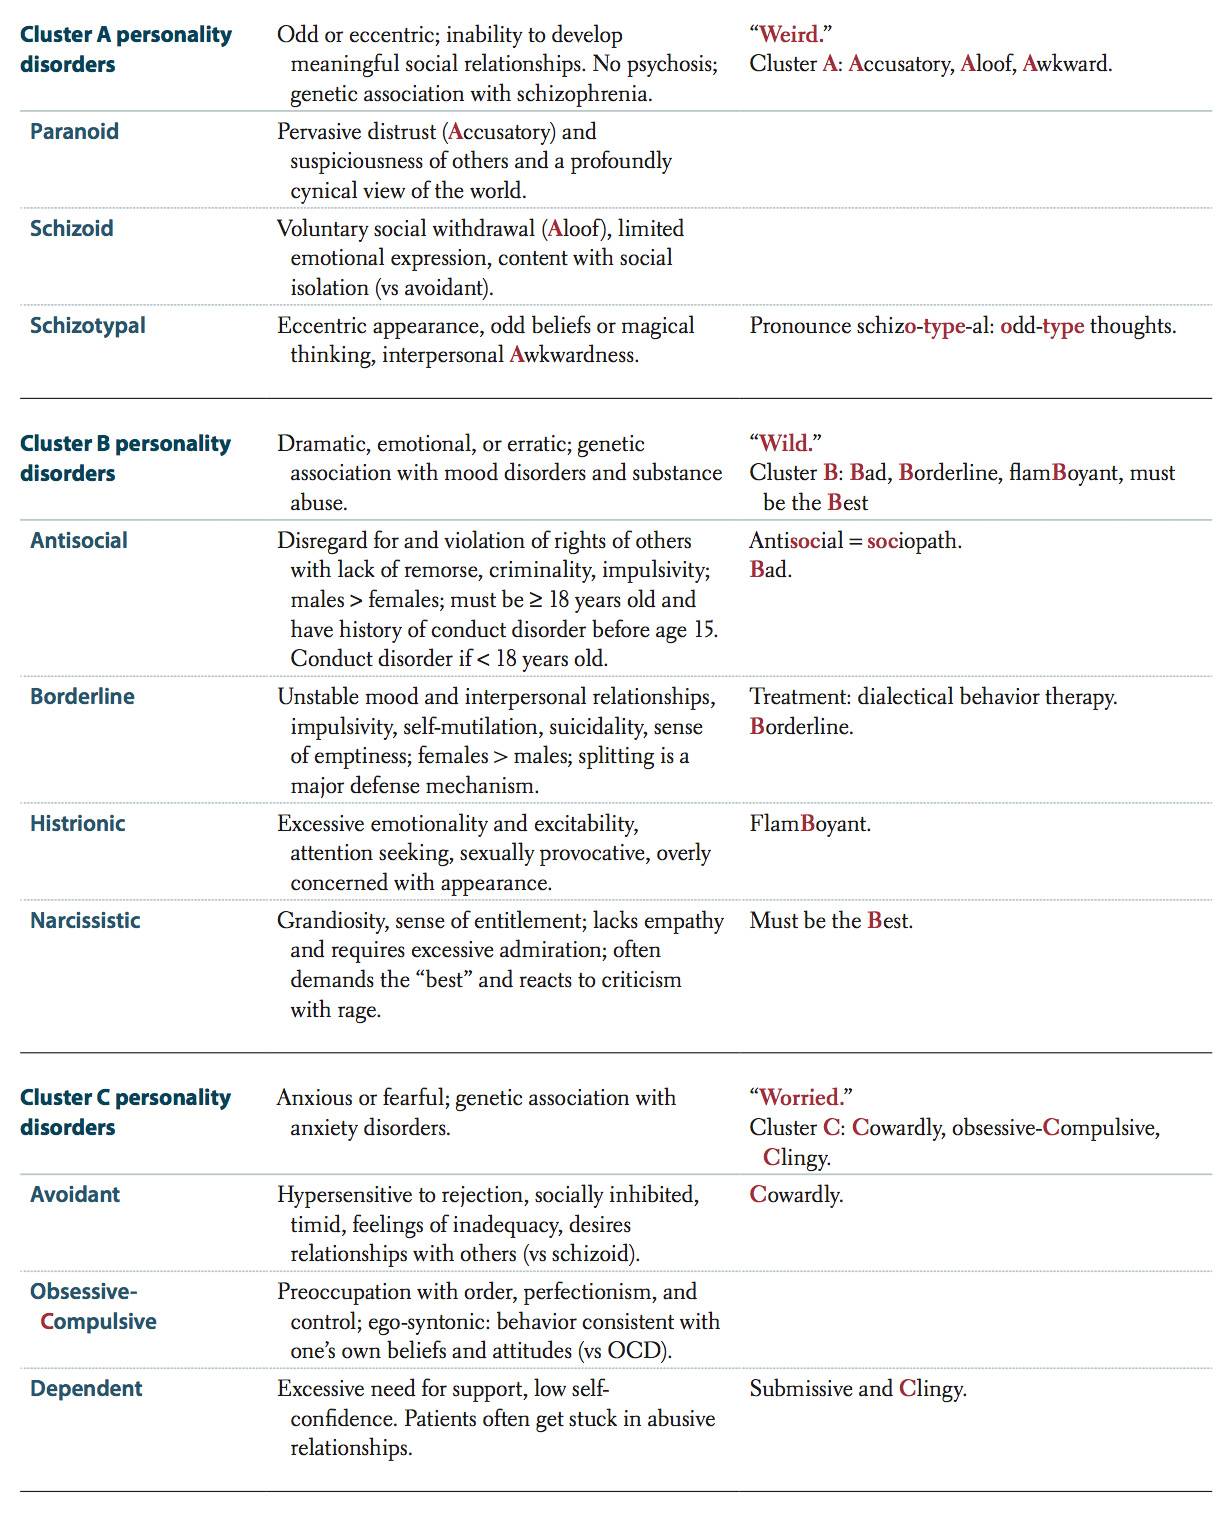 Cluster A personality
disorders
Odd or eccentric; inability to develop
meaningful social relationships. No psychosis;
genetic association with schizophrenia.
“Weird.”
Cluster A: Accusatory, Aloof, Awkward.
Paranoid
Pervasive distrust (Accusatory) and
suspiciousness of others and a profoundly
cynical view of the world.
Schizoid
Voluntary social withdrawal (Aloof), limited
emotional expression, content with social
isolation (vs avoidant).
Schizotypal
Eccentric appearance, odd beliefs or magical
thinking, interpersonal Awkwardness.
Pronounce schizo-type-al: odd-type thoughts.
Cluster B personality
disorders
Dramatic, emotional, or erratic; genetic
association with mood disorders and substance
abuse.
“Wild.”
Cluster B: Bad, Borderline, flamBoyant, must
be the Best
Antisocial
Disregard for and violation of rights of others
with lack of remorse, criminality, impulsivity;
males > females; must be ≥ 18 years old and
have history of conduct disorder before age 15.
Conduct disorder if < 18 years old.
Antisocial = sociopath.
Bad.
Borderline
Unstable mood and interpersonal relationships,
impulsivity, self-mutilation, suicidality, sense
of emptiness; females > males; splitting is a
major defense mechanism.
Treatment: dialectical behavior therapy.
Borderline.
Histrionic
Excessive emotionality and excitability,
attention seeking, sexually provocative, overly
concerned with appearance.
FlamBoyant.
Narcissistic
Grandiosity, sense of entitlement; lacks empathy
and requires excessive admiration; often
demands the “best” and reacts to criticism
with rage.
Must be the Best.
Cluster C personality
disorders
Anxious or fearful; genetic association with
anxiety disorders.
“Worried.”
Cluster C: Cowardly, obsessive-Compulsive,
Clingy.
Avoidant
Hypersensitive to rejection, socially inhibited,
timid, feelings of inadequacy, desires
relationships with others (vs schizoid).
Cowardly.
Obsessive-
Compulsive
Preoccupation with order, perfectionism, and
control; ego-syntonic: behavior consistent with
one’s own beliefs and attitudes (vs OCD).
Dependent
Excessive need for support, low self-
confidence. Patients often get stuck in abusive
relationships.
Submissive and Clingy.